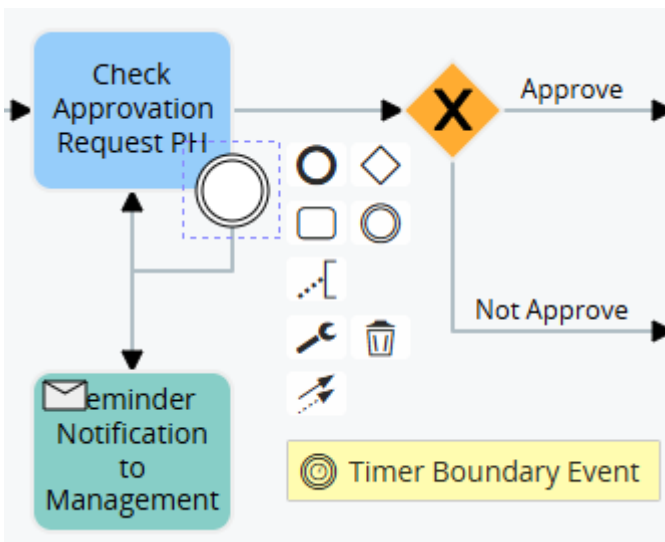 Check
Approvation
Request PH
Approve
Not Approve
eminder
Notification
to
Management
Timer Boundary Event